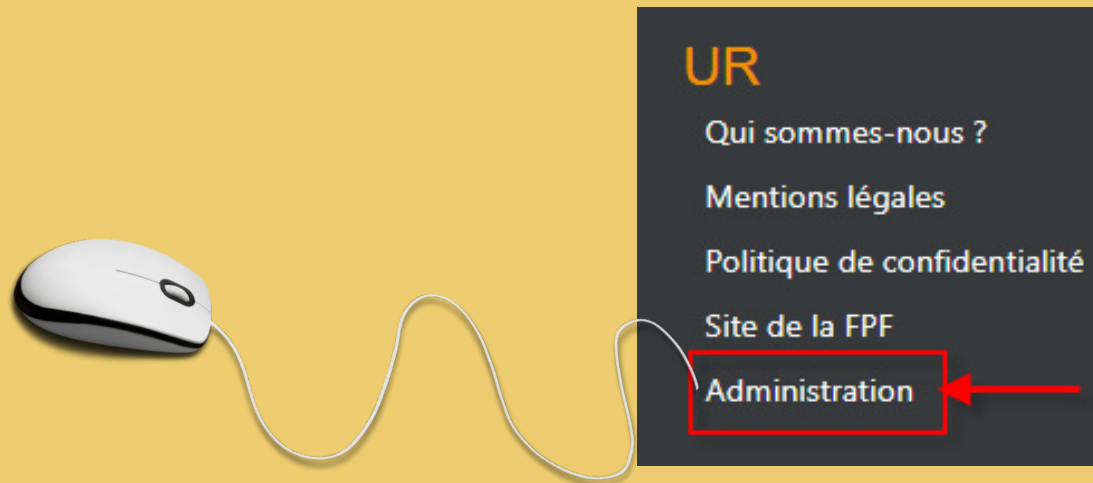 UR
Qui sommes-nous ?
Mentions légales
Politique de confidentialité
Site de la FPF
Administration